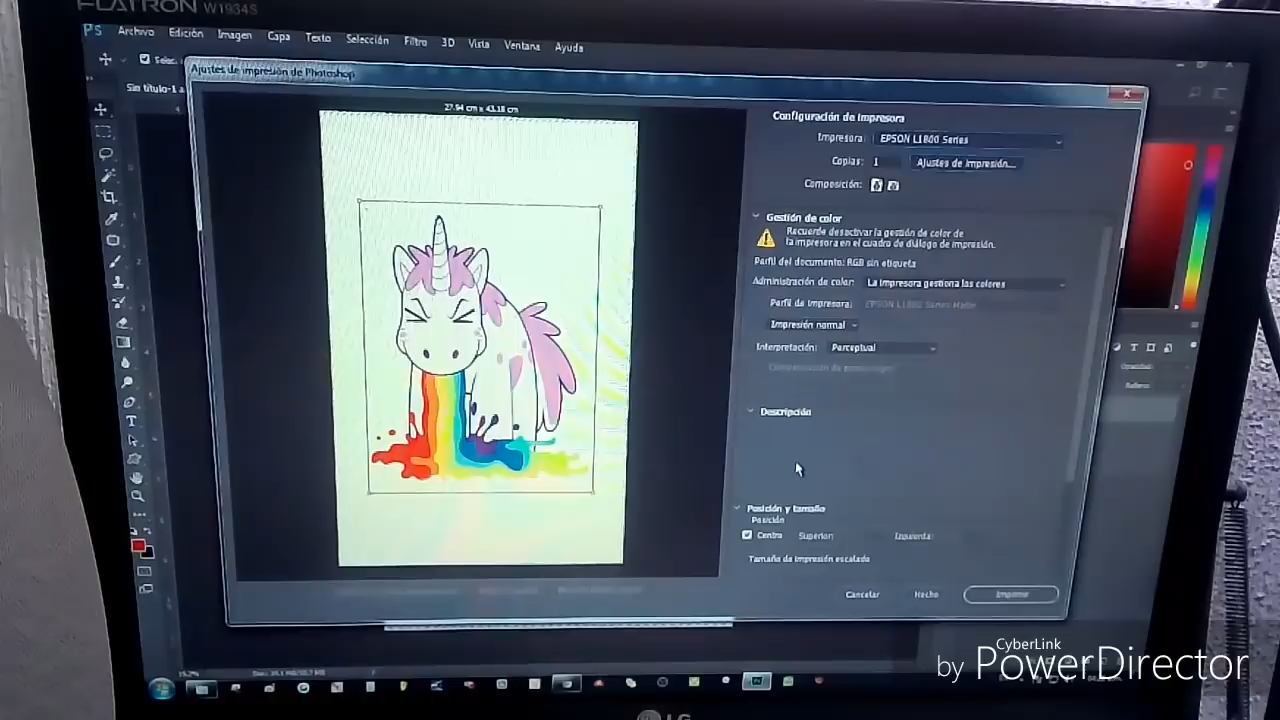 FLATRON W1934S
Ps Archivo Edición Imagen Capa Texto Selección Filtro 3D Vista Ventana Ayuda
Selec.
Ajustes de impresión de Photoshop
Sin título-1 a
27.94 cm x 43.18 cm
Configuración de impresora
Impresora: EPSON L1800 Series
Copias: 1 Ajustes de impresión...
Composición:
Gestión de color
Recuerde desactivar la gestión de color de
la impresora en el cuadro de diálogo de impresión.
Perfil del documento: RGB sin etiqueta
Administración de color: La impresora gestiona los colores
Perfil de impresora: EPSON L1800 Series Matte
Impresión normal
Interpretación: Perceptual
Descripción
Posición y tamaño
Posición
Centro Superior: Izquierda:
Tamaño de impresión escalado
Cancelar Hecho Imprimir
CyberLink
by PowerDirector
LG